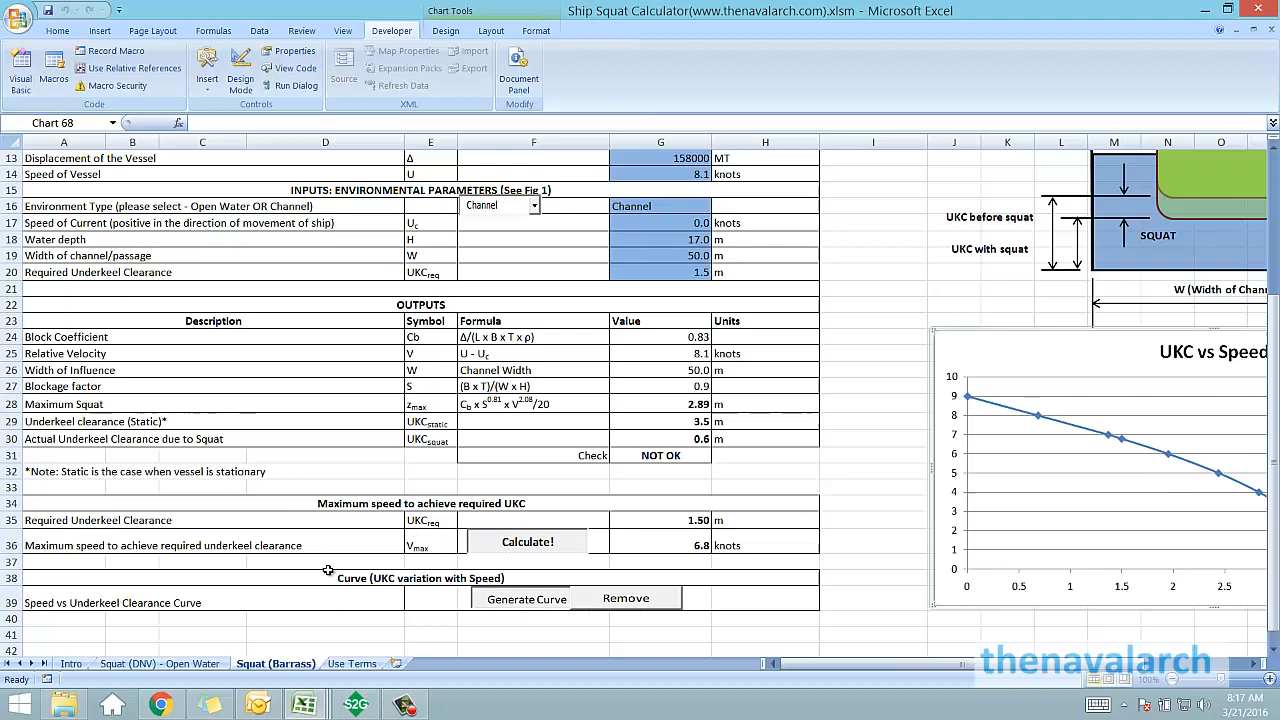 Chart Tools
Ship Squat Calculator(www.thenavalarch.com).xlsm - Microsoft Excel
Home Insert Page Layout Formulas Data Review View Developer Design Layout Format
Visual Basic
Macros
Record Macro
Use Relative References
Macro Security
Code
Insert
Design Mode
Properties
View Code
Run Dialog
Controls
Source
Map Properties
Expansion Packs
Refresh Data
Import
Export
XML
Document Panel
Modify
Chart 68
fx
A B C D E F G H I J K L M N O
13 Displacement of the Vessel Δ 158000 MT
14 Speed of Vessel U 8.1 knots
15 INPUTS: ENVIRONMENTAL PARAMETERS (See Fig 1)
16 Environment Type (please select - Open Water OR Channel) Channel Channel
17 Speed of Current (positive in the direction of movement of ship) Uc 0.0 knots
18 Water depth H 17.0 m
19 Width of channel/passage W 50.0 m
20 Required Underkeel Clearance UKCreq 1.5 m
21
22 OUTPUTS
23 Description Symbol Formula Value Units
24 Block Coefficient Cb Δ/(L x B x T x ρ) 0.83
25 Relative Velocity V U - Uc 8.1 knots
26 Width of Influence W Channel Width 50.0 m
27 Blockage factor S (B x T)/(W x H) 0.9
28 Maximum Squat zmax Cb x S0.81 x V2.08/20 2.89 m
29 Underkeel clearance (Static)* UKCstatic 3.5 m
30 Actual Underkeel Clearance due to Squat UKCsquat 0.6 m
31 Check NOT OK
32 *Note: Static is the case when vessel is stationary
33
34 Maximum speed to achieve required UKC
35 Required Underkeel Clearance UKCreq 1.50 m
36 Maximum speed to achieve required underkeel clearance Vmax Calculate! 6.8 knots
37
38 Curve (UKC variation with Speed)
39 Speed vs Underkeel Clearance Curve Generate Curve Remove
40
41
42
UKC before squat
UKC with squat
SQUAT
W (Width of Chan
UKC vs Speed
10
9
8
7
6
5
4
3
2
1
0
0 0.5 1 1.5 2 2.5
Intro Squat (DNV) - Open Water Squat (Barrass) Use Terms
thenavalarch
Ready
100%
S2G
8:17 AM
3/21/2016